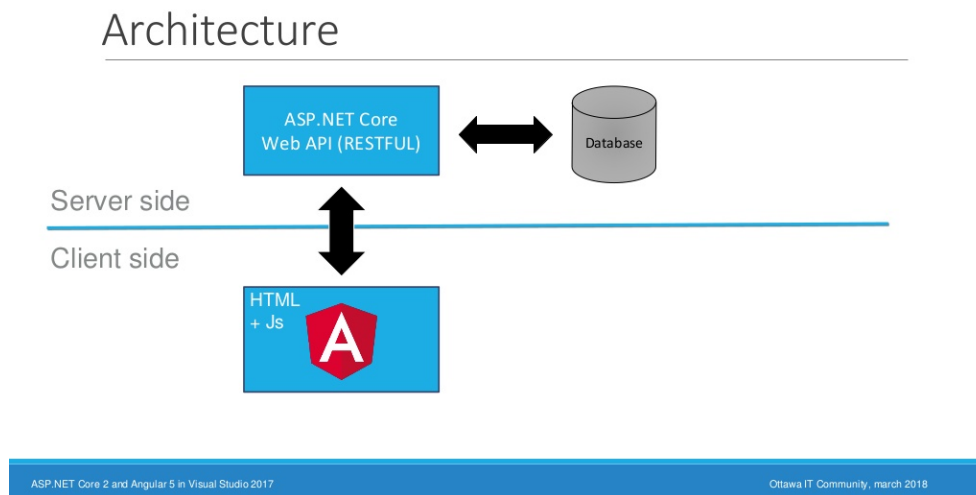 Architecture
ASP.NET Core
Web API (RESTFUL)
Database
Server side
Client side
HTML
+ Js
A
ASP.NET Core 2 and Angular 5 in Visual Studio 2017
Ottawa IT Community, march 2018